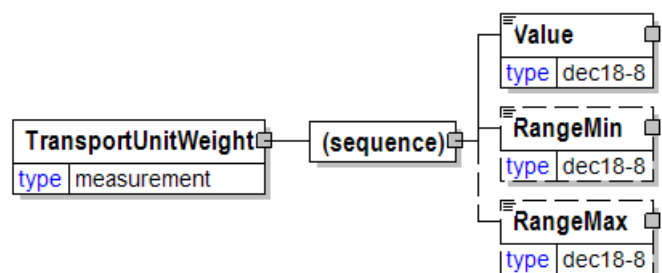 Value
type dec18-8
TransportUnitWeight
type measurement
(sequence)
RangeMin
type dec18-8
RangeMax
type dec18-8